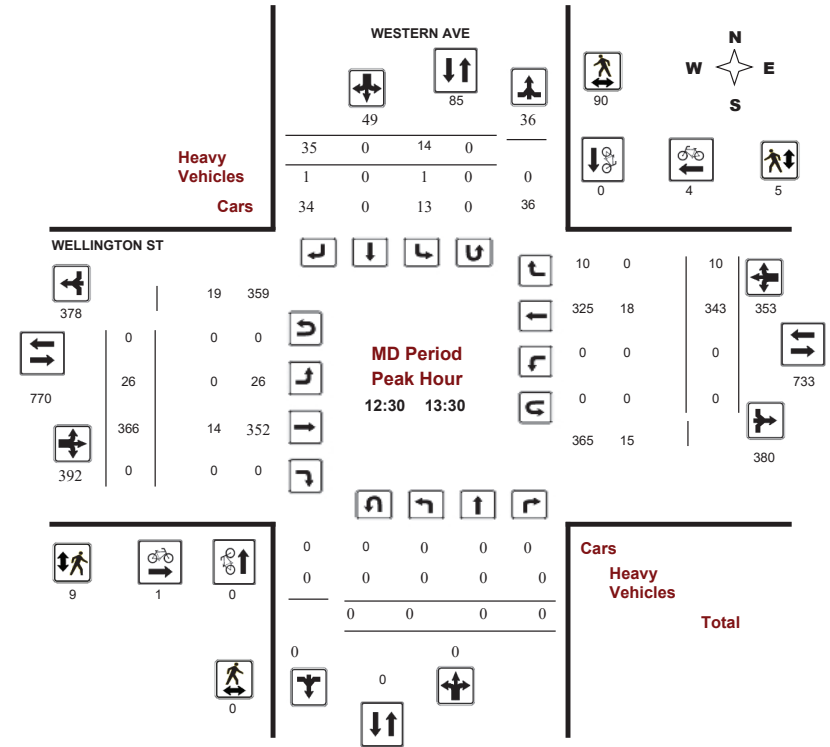 WESTERN AVE
N
W E
S
85
90
49
36
35 0 14 0
Heavy
Vehicles
1 0 1 0 0
Cars
34 0 13 0 36
0
4
5
WELLINGTON ST
378
19 359
10 0 10
325 18 343 353
0 0 0
26 0 26
0 0 0
770
733
MD Period
Peak Hour
12:30 13:30
0 0 0
366 14 352
0 0 0
392
365 15
380
0 0 0 0 0
Cars
0 0 0 0 0
Heavy
Vehicles
9
1
0
0 0 0 0
Total
0 0
0
0